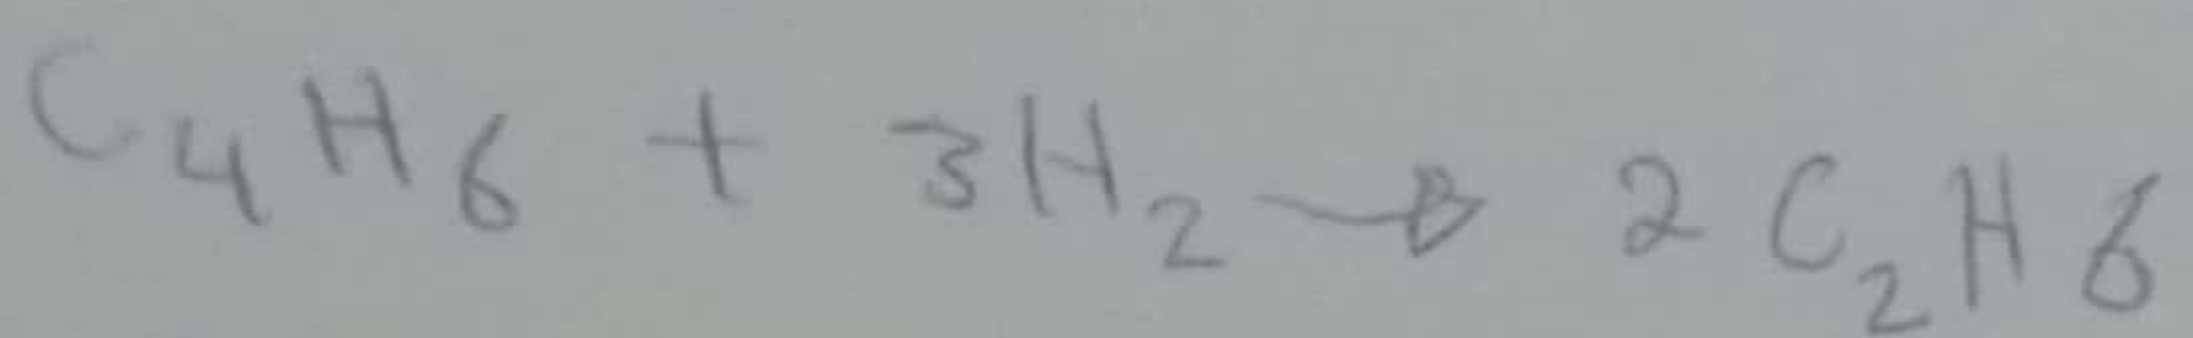 C₄H₆ + 3H₂ → 2C₂H₆